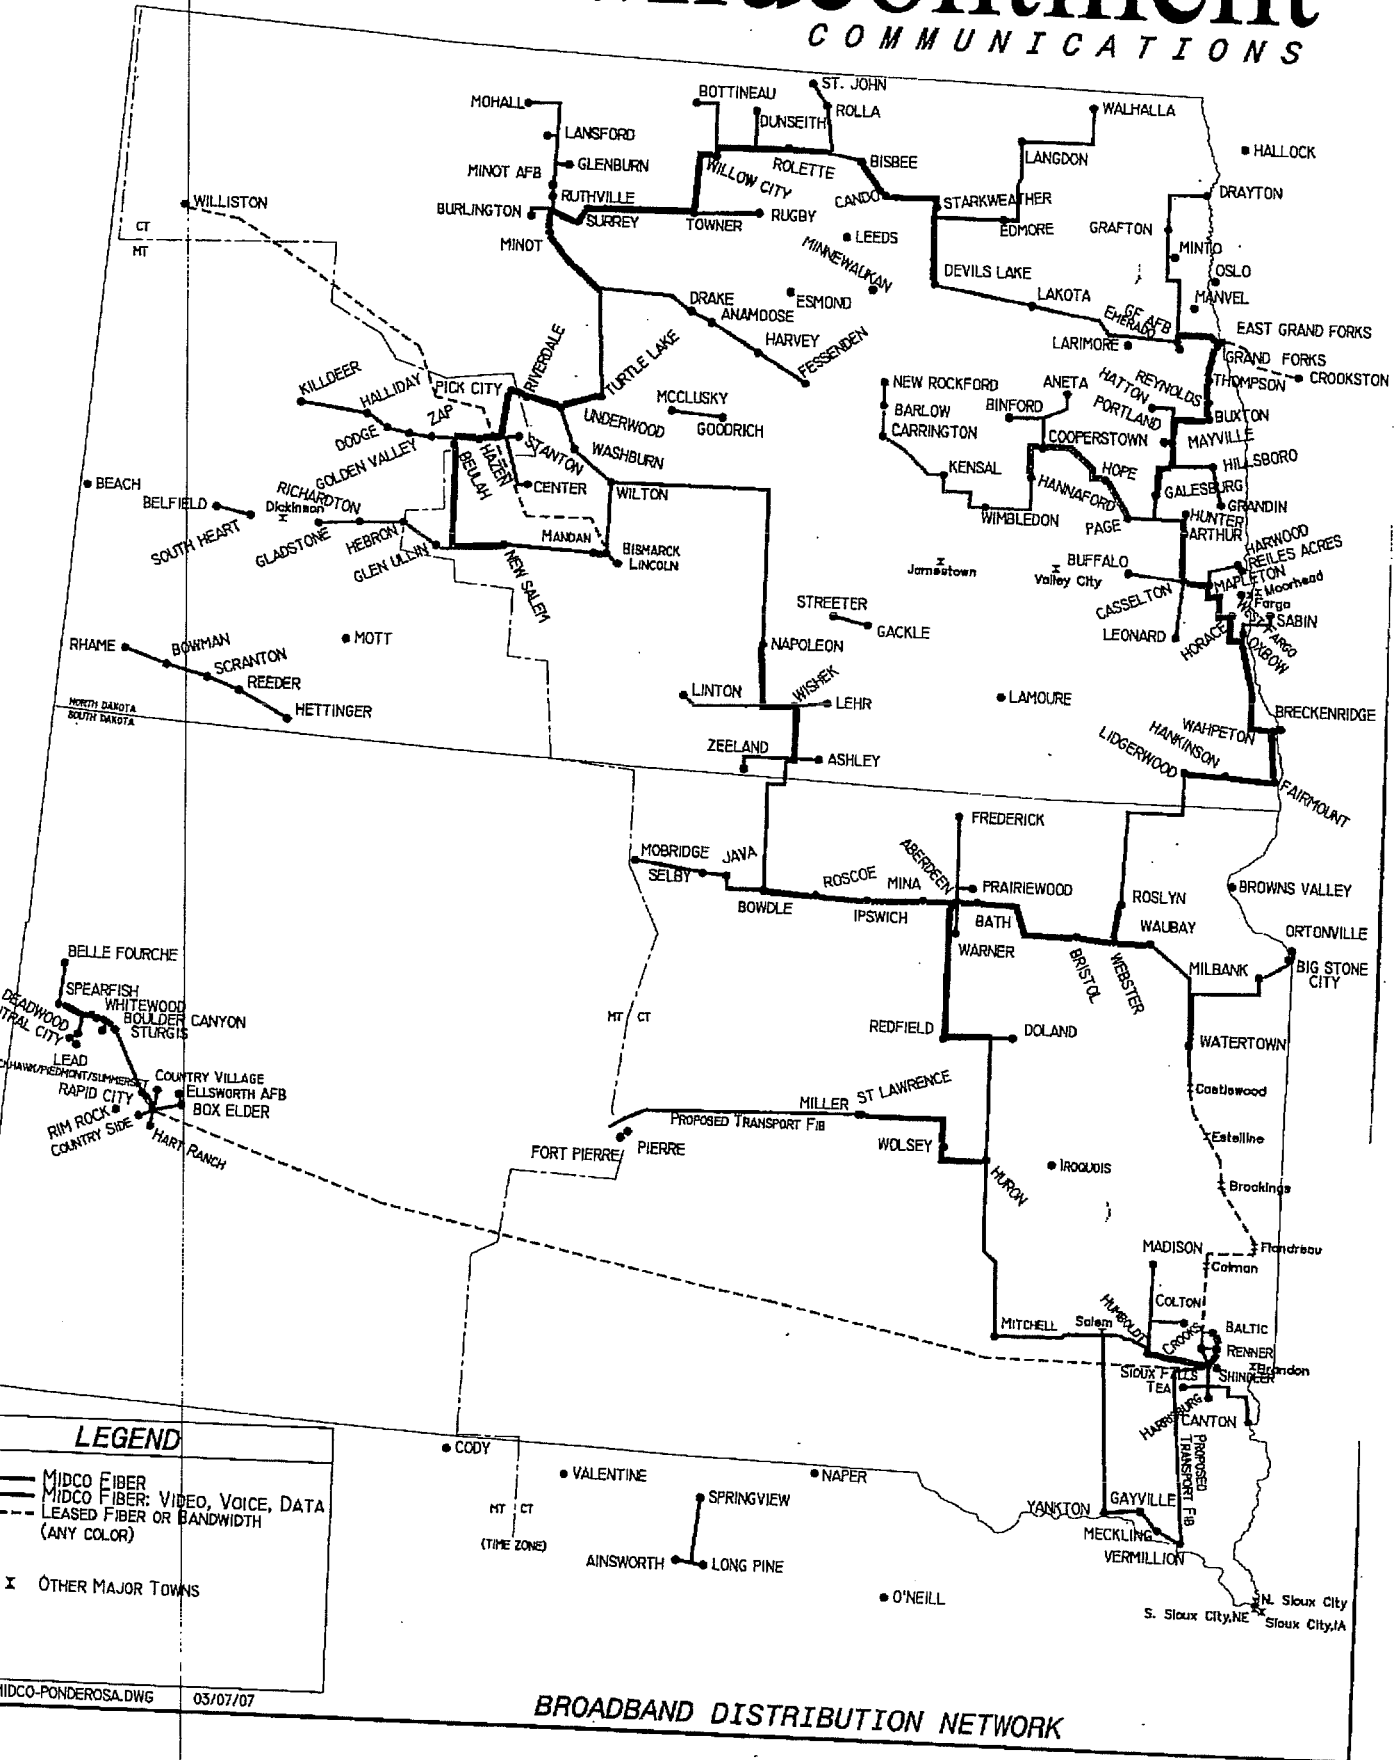 COMMUNICATIONS
ST. JOHN
BOTTINEAU
MOHALL
DUNSEITH
ROLLA
WALHALLA
LANSFORD
GLENBURN
MINOT AFB
ROLETTE
BISBEE
LANGDON
HALLOCK
WILLOW CITY
WILLISTON
RUTHVILLE
BURLINGTON
SURREY
TOWNER
RUGBY
CANDO
STARKWEATHER
DRAYTON
CT
MT
MINOT
LEEDS
EDMORE
GRAFTON
MINTO
MINNEWAUKAN
DEVILS LAKE
OSLO
DRAKE
ESMOND
LAKOTA
MANVEL
ANAMOOSE
GF AFB
EMERADO
EAST GRAND FORKS
HARVEY
LARIMORE
GRAND FORKS
FESSENDEN
CROOKSTON
RIVERDALE
TURTLE LAKE
KILLDEER
HALLIDAY
PICK CITY
NEW ROCKFORD
ANETA
HATTON
REYNOLDS
THOMPSON
MCCLUSKY
BARLOW
BINFORD
PORTLAND
BUXTON
ZAP
UNDERWOOD
GOODRICH
CARRINGTON
COOPERSTOWN
MAYVILLE
DODGE
GOLDEN VALLEY
BEULAH
HAZEN
STANTON
WASHBURN
KENSAL
HOPE
HILLSBORO
BEACH
RICHARDTON
CENTER
WILTON
HANNAFORD
GALESBURG
GRANDIN
BELFIELD
Dickinson
WIMBLEDON
PAGE
HUNTER
ARTHUR
SOUTH HEART
GLADSTONE
HEBRON
MANDAN
BISMARCK
HARWOOD
REILES ACRES
GLEN ULLIN
NEW SALEM
LINCOLN
Jamestown
Valley City
BUFFALO
MAPLETON
Moorhead
Fargo
CASSELTON
STREETER
WEST FARGO
SABIN
GACKLE
LEONARD
HORACE
OXBOW
RHAME
BOWMAN
MOTT
NAPOLEON
SCRANTON
REEDER
LINTON
WISHEK
LEHR
LAMOURE
HETTINGER
BRECKENRIDGE
NORTH DAKOTA
SOUTH DAKOTA
WAHPETON
ZEELAND
ASHLEY
LIDGERWOOD
HANKINSON
FAIRMOUNT
FREDERICK
MOBRIDGE
JAVA
ABERDEEN
SELBY
ROSCOE
MINA
PRAIRIEWOOD
BROWNS VALLEY
BOWDLE
IPSWICH
BATH
ROSLYN
WAUBAY
ORTONVILLE
BELLE FOURCHE
WARNER
BRISTOL
WEBSTER
MILBANK
BIG STONE
CITY
SPEARFISH
DEADWOOD
WHITEWOOD
BOULDER CANYON
STURGIS
MT CT
REDFIELD
DOLAND
WATERTOWN
LEAD
COUNTRY VILLAGE
Castlewood
RAPID CITY
ELLSWORTH AFB
BOX ELDER
MILLER
ST LAWRENCE
PROPOSED TRANSPORT FIB
RIM ROCK
COUNTRY SIDE
HART RANCH
FORT PIERRE
PIERRE
WOLSEY
Estelline
HURON
IROQUOIS
Brookings
MADISON
Flandreau
Colman
COLTON
HUMBOLDT
MITCHELL
Salem
CROOKS
BALTIC
RENNER
SIOUX FALLS
SHINDLER
Brandon
TEA
HARRISBURG
CANTON
PROPOSED
TRANSPORT FIB
LEGEND
MIDCO FIBER
MIDCO FIBER: VIDEO, VOICE, DATA
LEASED FIBER OR BANDWIDTH
(ANY COLOR)
OTHER MAJOR TOWNS
CODY
VALENTINE
NAPER
SPRINGVIEW
MT CT
(TIME ZONE)
YANKTON
GAYVILLE
MECKLING
VERMILLION
AINSWORTH
LONG PINE
O'NEILL
N. Sioux City
S. Sioux City,NE
Sioux City,IA
MIDCO-PONDEROSA.DWG 03/07/07
BROADBAND DISTRIBUTION NETWORK